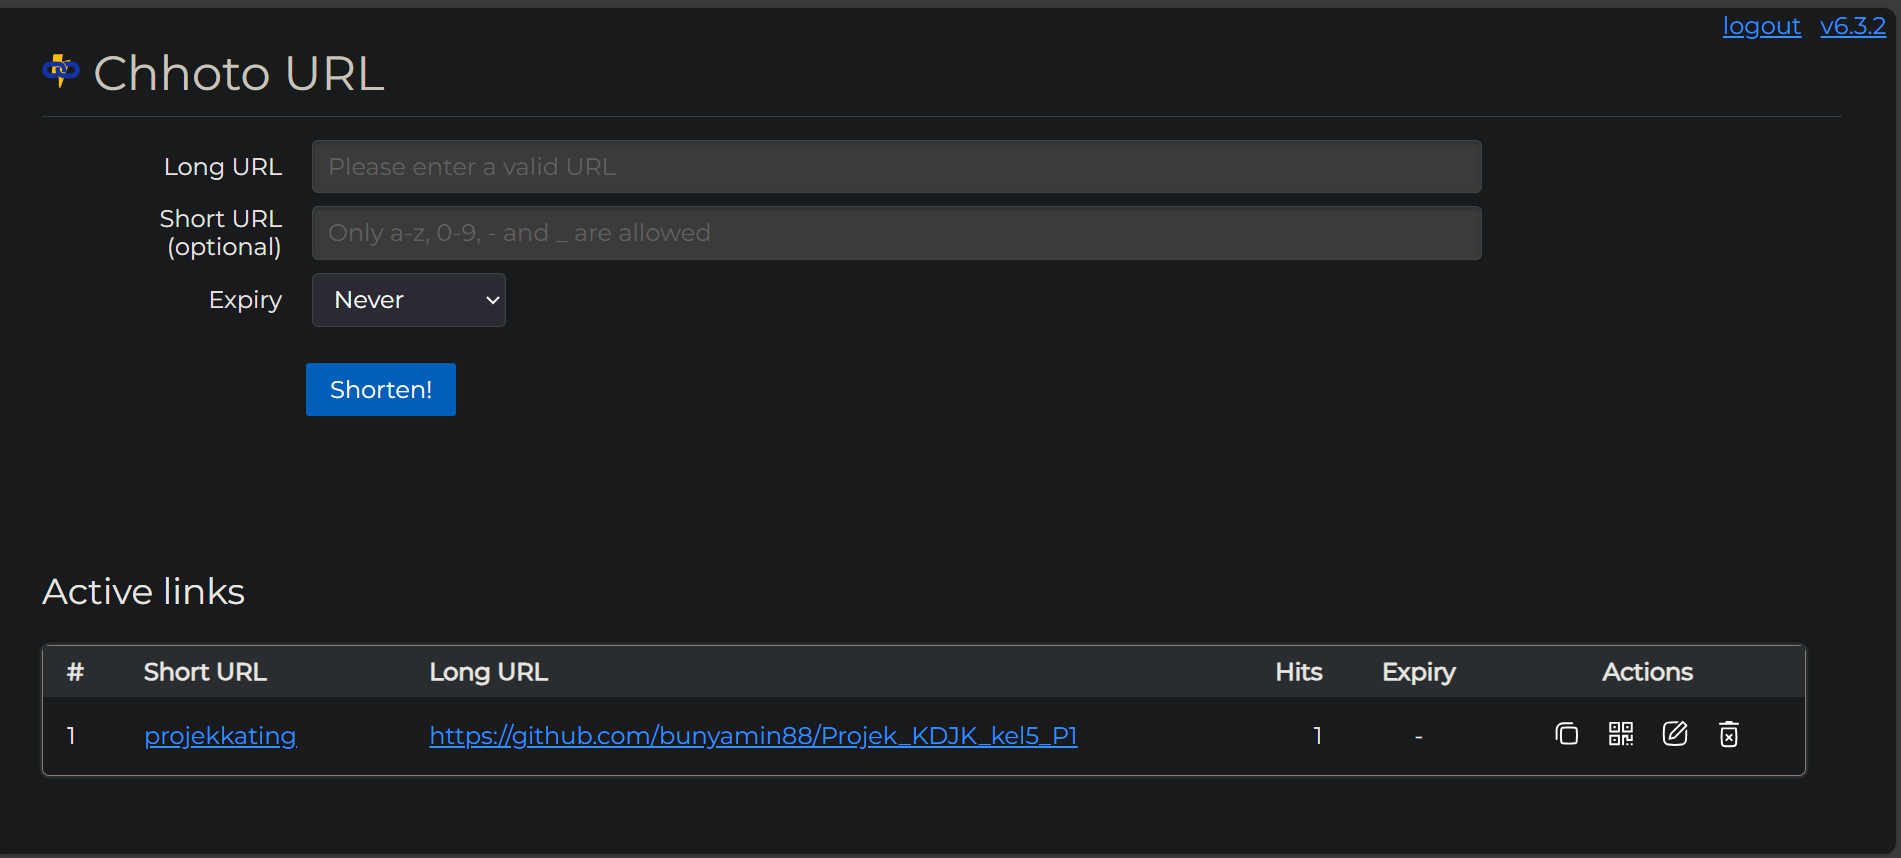 logout v6.3.2
Chhoto URL
Long URL Please enter a valid URL
Short URL
(optional) Only a-z, 0-9, - and _ are allowed
Expiry Never
Shorten!
Active links
# Short URL Long URL Hits Expiry Actions
1 projekkating https://github.com/bunyamin88/Projek_KDJK_kel5_P1 1 -